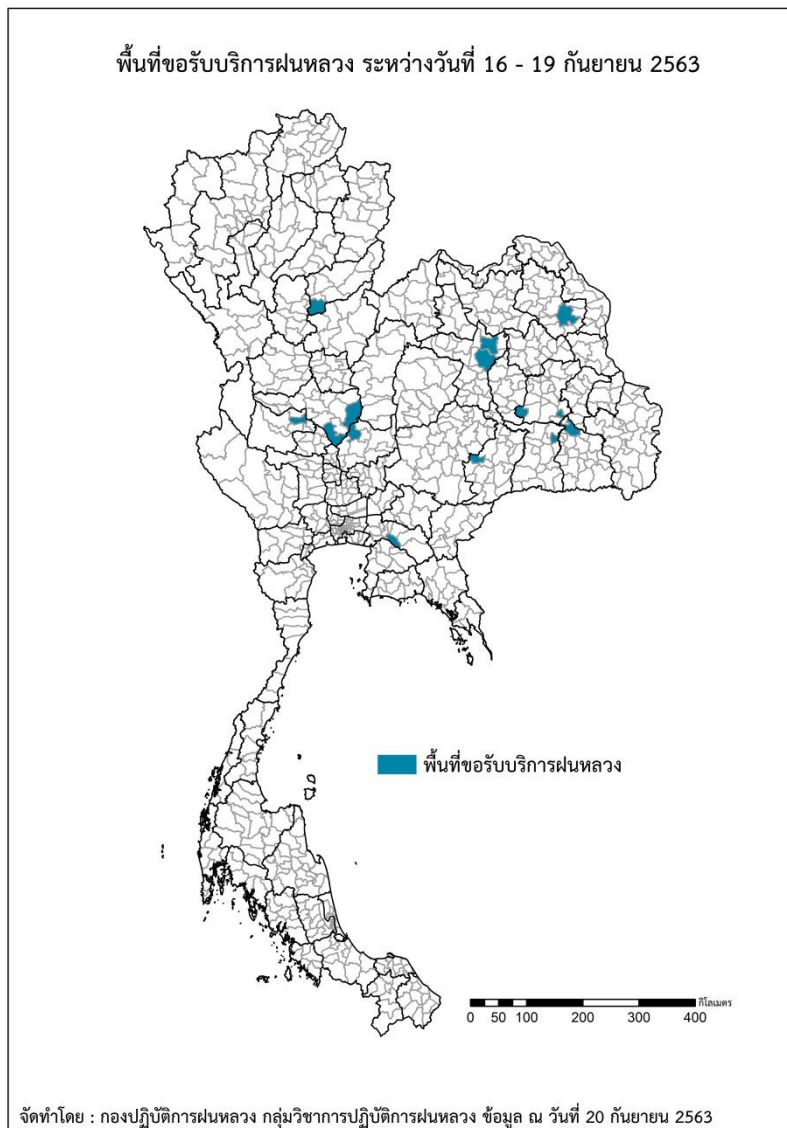 พื้นที่ขอรับบริการฝนหลวง ระหว่างวันที่ 16 - 19 กันยายน 2563
พื้นที่ขอรับบริการฝนหลวง
กิโลเมตร
0 50 100 200 300 400
จัดทำโดย : กองปฏิบัติการฝนหลวง กลุ่มวิชาการปฏิบัติการฝนหลวง ข้อมูล ณ วันที่ 20 กันยายน 2563